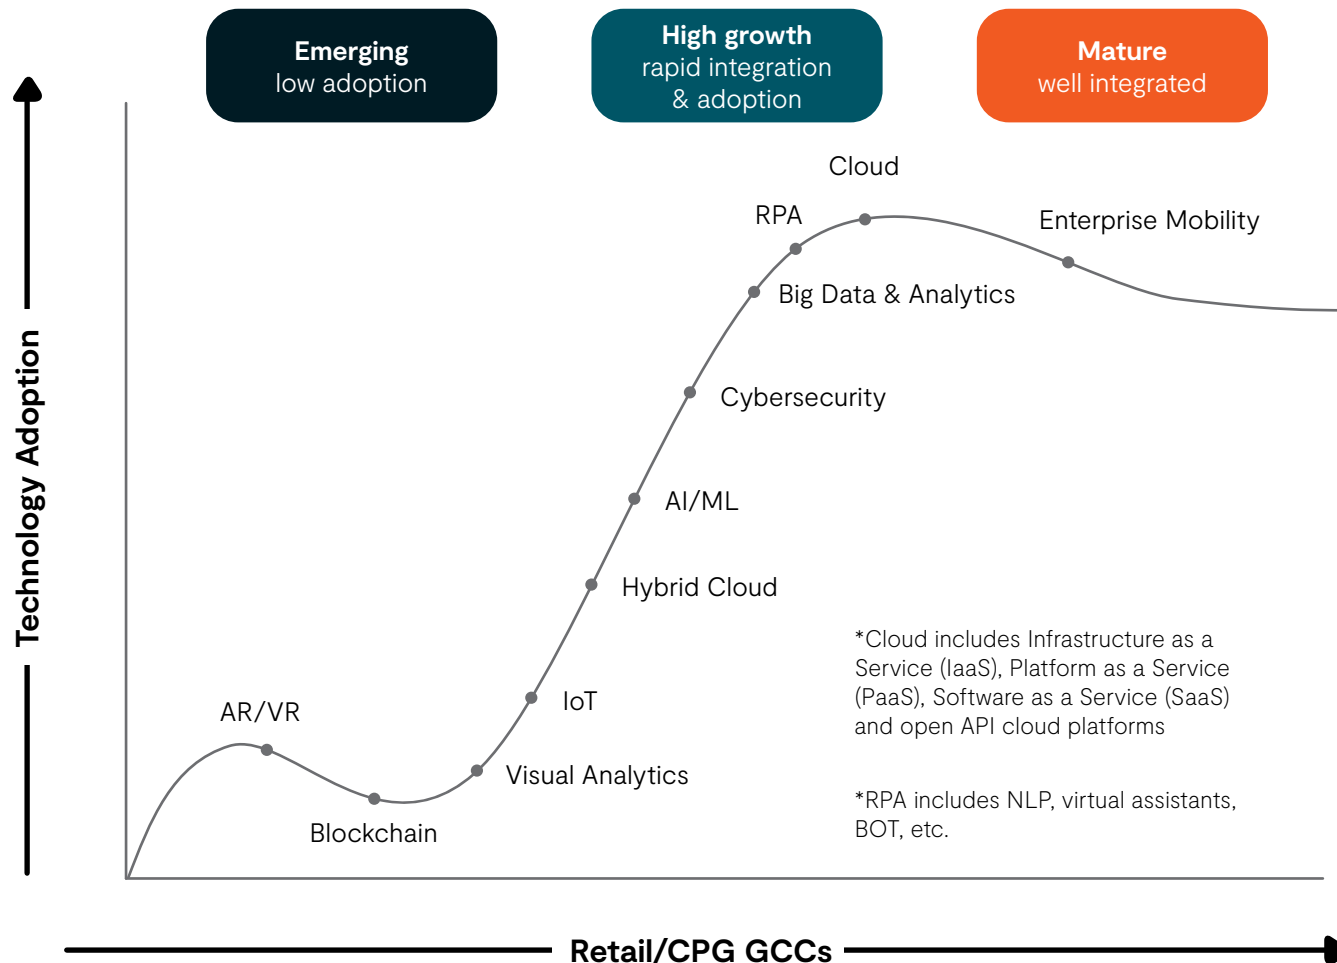 Emerging
low adoption
High growth
rapid integration
& adoption
Mature
well integrated
Technology Adoption
Cloud
RPA
Enterprise Mobility
Big Data & Analytics
Cybersecurity
AI/ML
Hybrid Cloud
IoT
AR/VR
Visual Analytics
Blockchain
*Cloud includes Infrastructure as a
Service (IaaS), Platform as a Service
(PaaS), Software as a Service (SaaS)
and open API cloud platforms
*RPA includes NLP, virtual assistants,
BOT, etc.
Retail/CPG GCCs